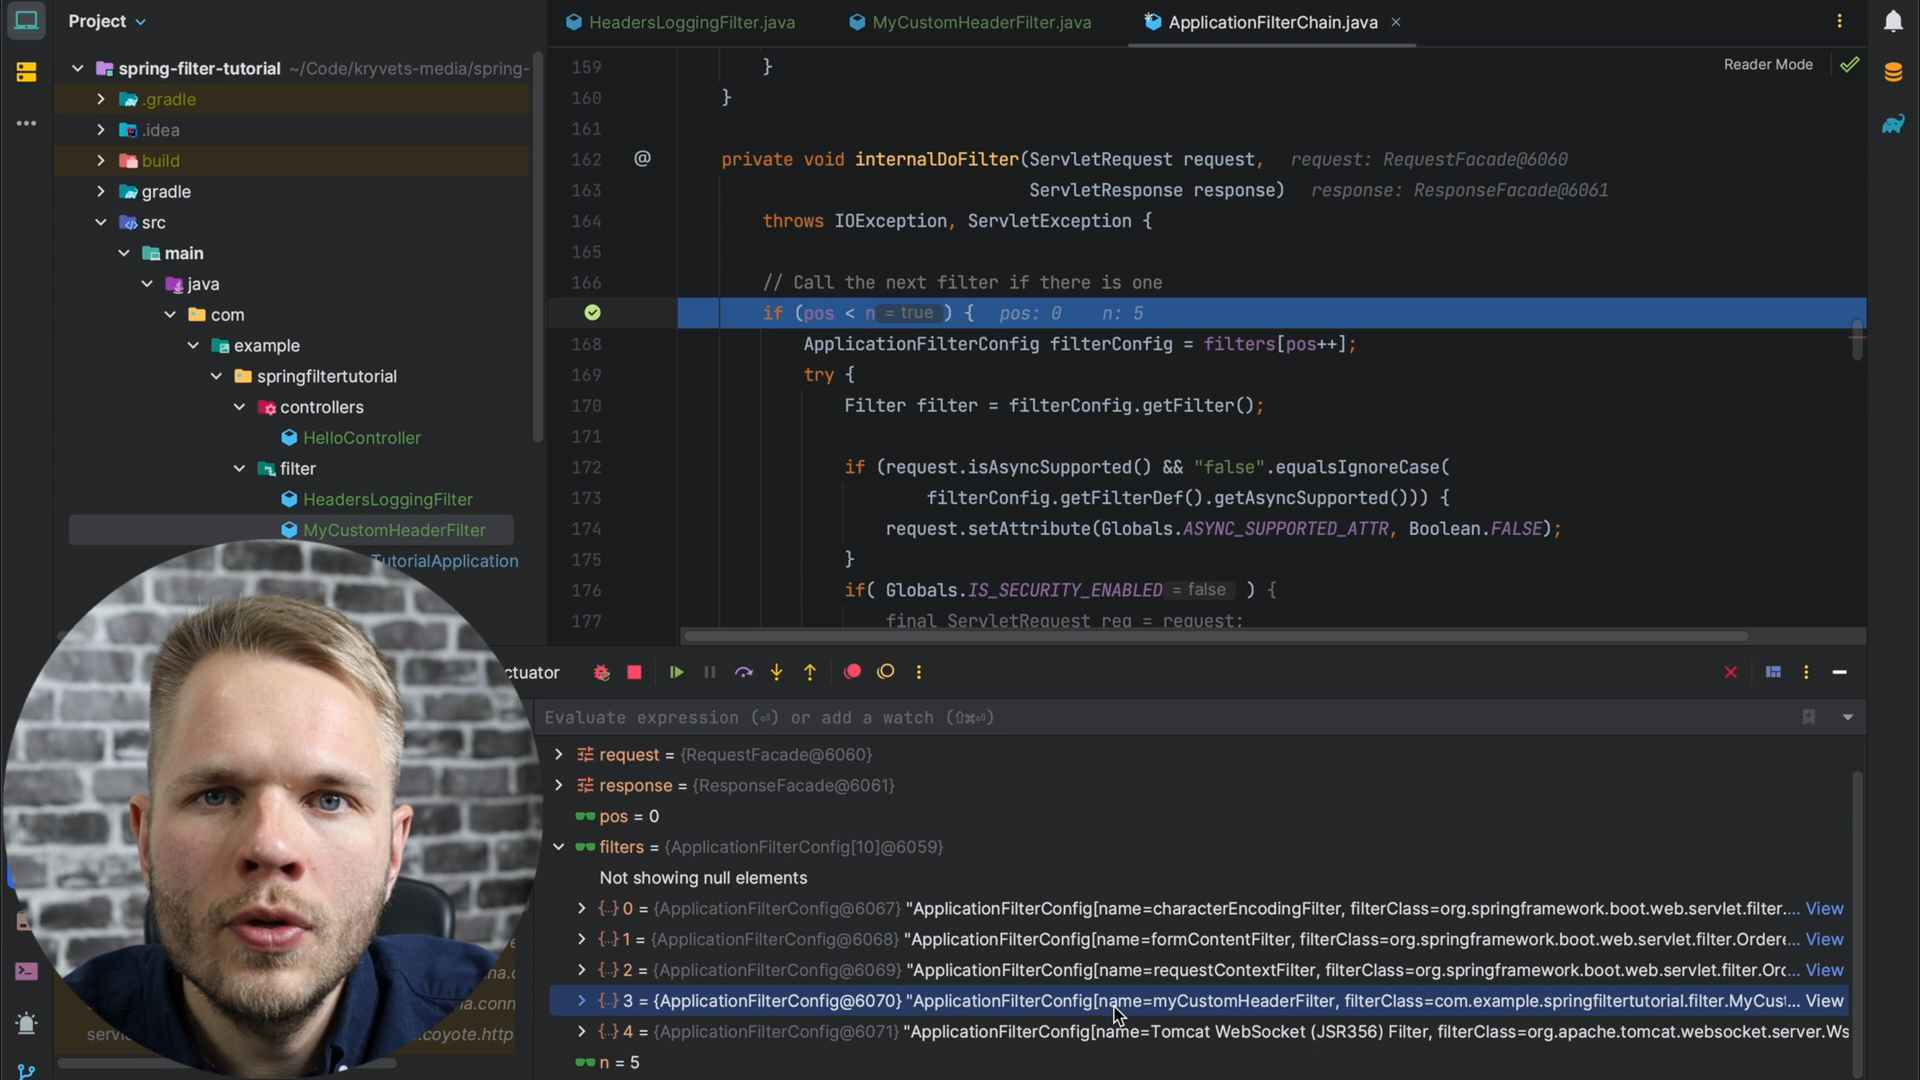 Project
HeadersLoggingFilter.java
MyCustomHeaderFilter.java
ApplicationFilterChain.java
Reader Mode
spring-filter-tutorial ~/Code/kryvets-media/spring-
.gradle
.idea
build
gradle
src
main
java
com
example
springfiltertutorial
controllers
HelloController
filter
HeadersLoggingFilter
MyCustomHeaderFilter
TutorialApplication
159 }
160 }
161
162 @ private void internalDoFilter(ServletRequest request, request: RequestFacade@6060
163 ServletResponse response) response: ResponseFacade@6061
164 throws IOException, ServletException {
165
166 // Call the next filter if there is one
if (pos < n = true ) { pos: 0 n: 5
168 ApplicationFilterConfig filterConfig = filters[pos++];
169 try {
170 Filter filter = filterConfig.getFilter();
171
172 if (request.isAsyncSupported() && "false".equalsIgnoreCase(
173 filterConfig.getFilterDef().getAsyncSupported())) {
174 request.setAttribute(Globals.ASYNC_SUPPORTED_ATTR, Boolean.FALSE);
175 }
176 if( Globals.IS_SECURITY_ENABLED = false ) {
177 final ServletRequest req = request;
ctuator
Evaluate expression (⏎) or add a watch (⇧⌘⏎)
request = {RequestFacade@6060}
response = {ResponseFacade@6061}
pos = 0
filters = {ApplicationFilterConfig[10]@6059}
Not showing null elements
0 = {ApplicationFilterConfig@6067} "ApplicationFilterConfig[name=characterEncodingFilter, filterClass=org.springframework.boot.web.servlet.filter.... View
1 = {ApplicationFilterConfig@6068} "ApplicationFilterConfig[name=formContentFilter, filterClass=org.springframework.boot.web.servlet.filter.Ordere... View
2 = {ApplicationFilterConfig@6069} "ApplicationFilterConfig[name=requestContextFilter, filterClass=org.springframework.boot.web.servlet.filter.Orc... View
3 = {ApplicationFilterConfig@6070} "ApplicationFilterConfig[name=myCustomHeaderFilter, filterClass=com.example.springfiltertutorial.filter.MyCust... View
4 = {ApplicationFilterConfig@6071} "ApplicationFilterConfig[name=Tomcat WebSocket (JSR356) Filter, filterClass=org.apache.tomcat.websocket.server.Ws
n = 5
na.c
na.conn
serv
coyote.http